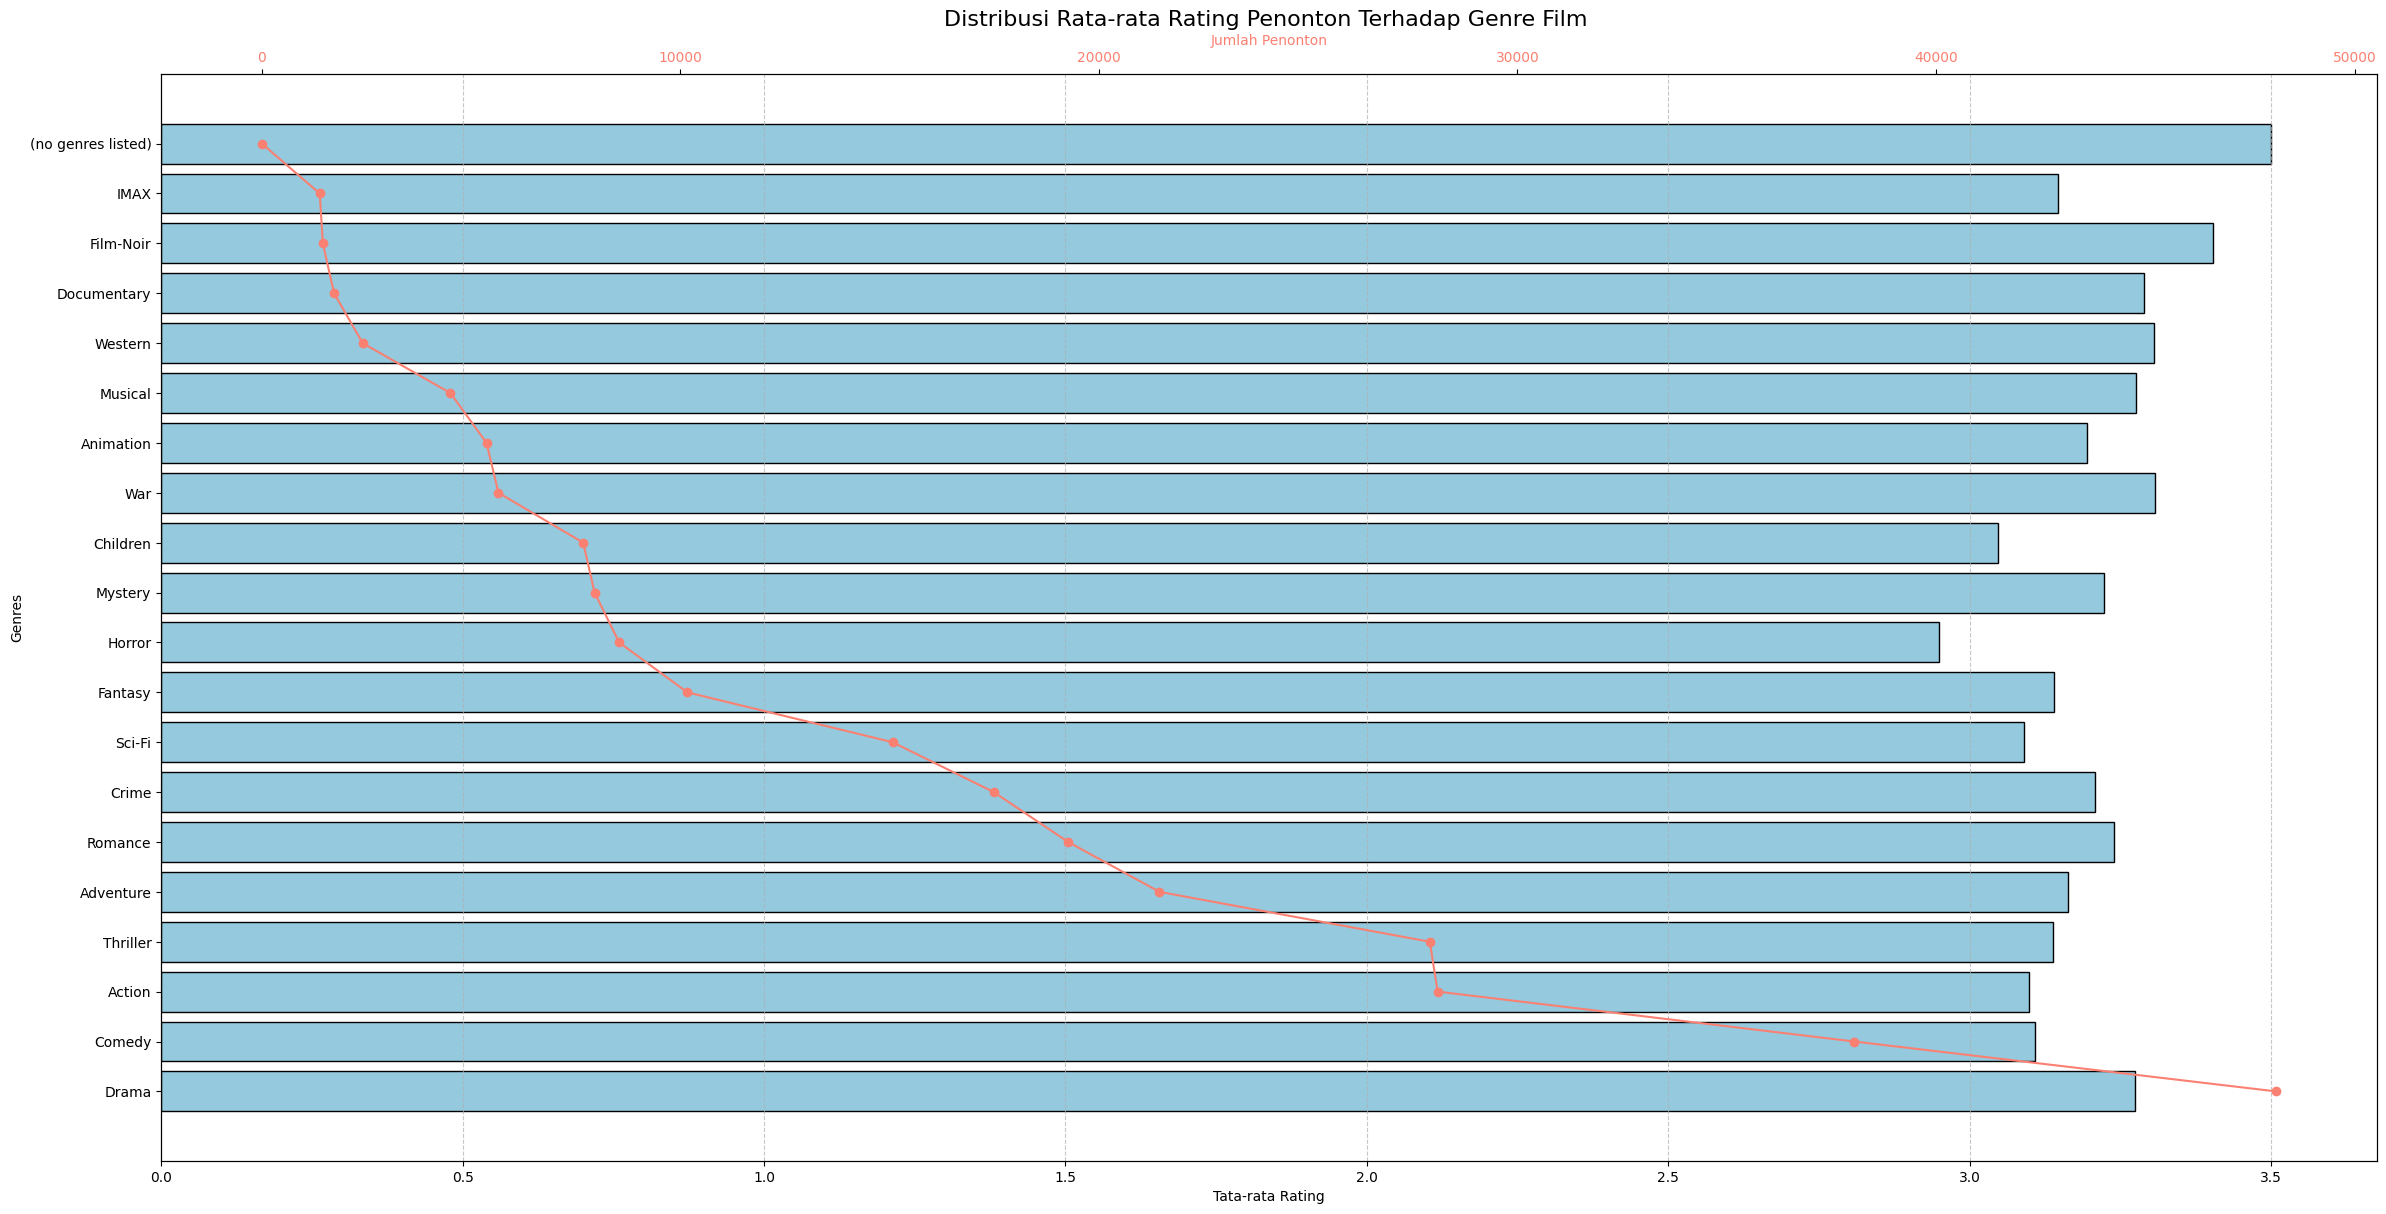 Distribusi Rata-rata Rating Penonton Terhadap Genre Film
Jumlah Penonton
0 10000 20000 30000 40000 50000
(no genres listed)
IMAX
Film-Noir
Documentary
Western
Musical
Animation
War
Children
Mystery
Horror
Fantasy
Sci-Fi
Crime
Romance
Adventure
Thriller
Action
Comedy
Drama
Genres
0.0 0.5 1.0 1.5 2.0 2.5 3.0 3.5
Tata-rata Rating